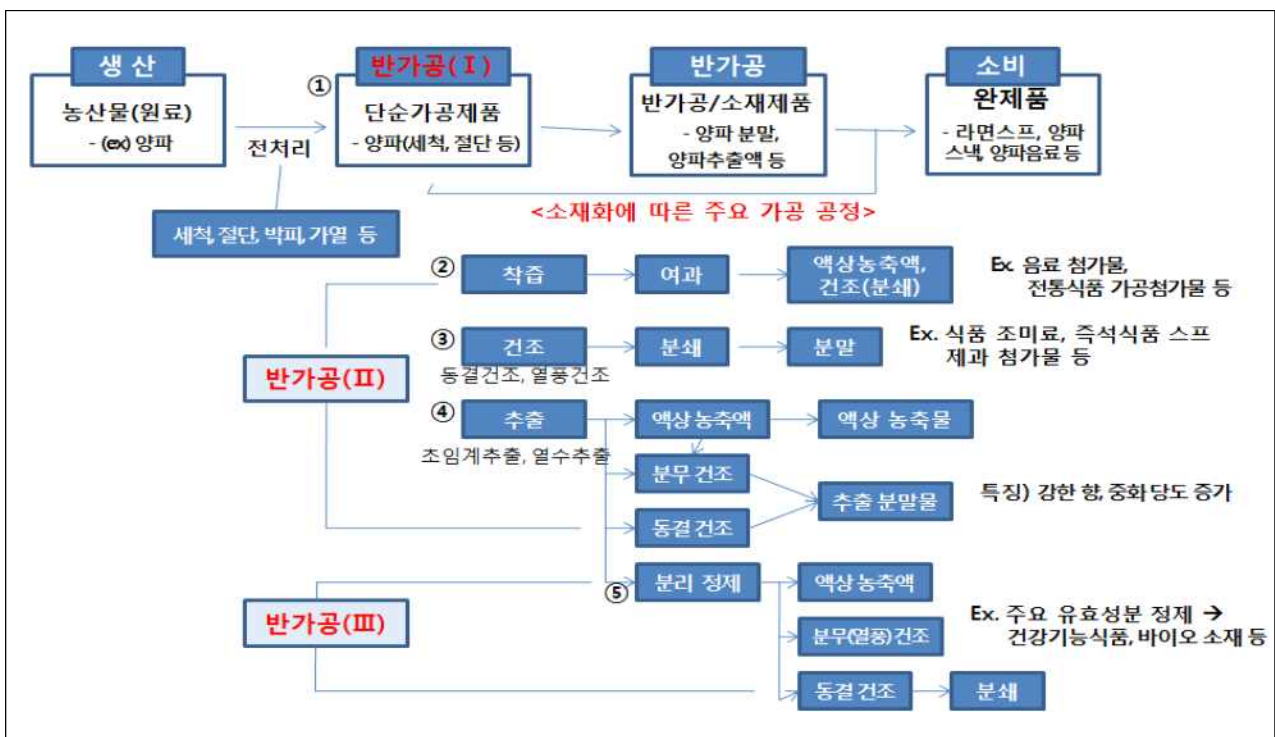 생 산
농산물(원료)
- (ex) 양파
전처리
세척, 절단, 박피, 가열 등
①
반가공(Ⅰ)
단순가공제품
- 양파(세척, 절단 등)
반가공
반가공/소재제품
- 양파 분말,
양파추출액 등
소비
완제품
- 라면스프, 양파
스낵, 양파음료 등
<소재화에 따른 주요 가공 공정>
반가공(Ⅱ)
② 착즙 여과 액상농축액,
건조(분쇄)
Ex. 음료 첨가물,
전통식품 가공첨가물 등
③ 건조 분쇄 분말
동결건조, 열풍건조
Ex. 식품 조미료, 즉석식품 스프
제과 첨가물 등
④ 추출 액상 농축액 액상 농축물
초임계추출, 열수추출
분무 건조
동결 건조
추출 분말물
특징) 강한 향, 중화 당도 증가
반가공(Ⅲ)
⑤ 분리 정제 액상 농축액
분무(열풍) 건조
동결 건조 분쇄
Ex. 주요 유효성분 정제 →
건강기능식품, 바이오 소재 등